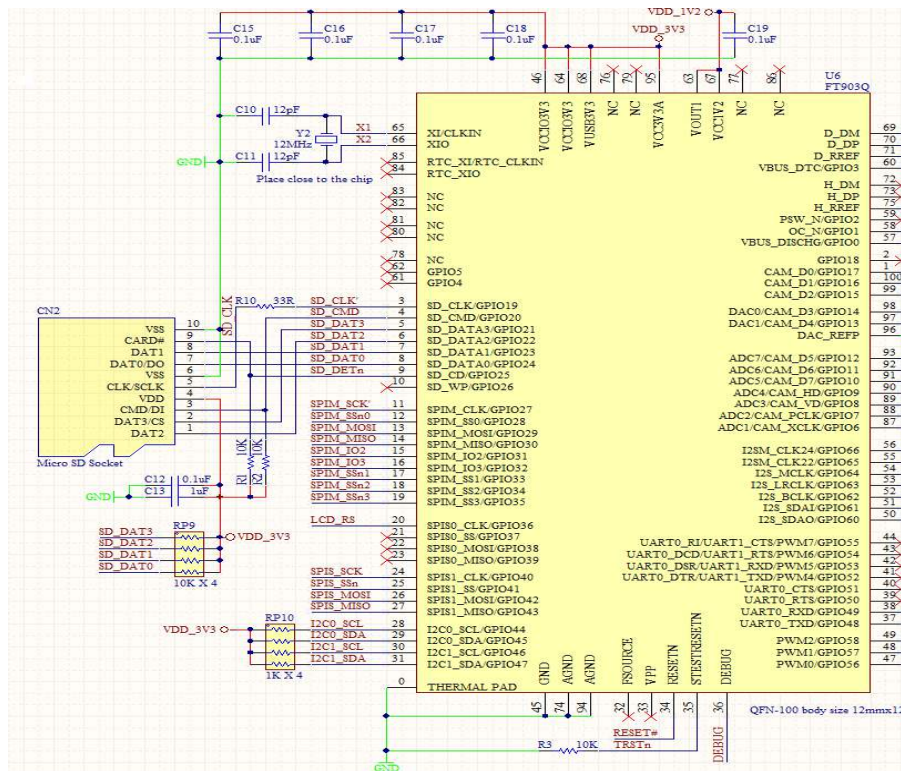 VDD_1V2
VDD_3V3
C15
0.1uF
C16
0.1uF
C17
0.1uF
C18
0.1uF
C19
0.1uF
46
64
68
76
79
95
63
67
77
86
VCCIO3V3
VCCIO3V3
VUSB3V3
NC
NC
VCC3V3A
VOUT1
VCC1V2
NC
NC
U6
FT903Q
C10
12pF
Y2
12MHz
C11
12pF
GND
Place close to the chip
X1
X2
65 XI/CLKIN
66 XIO
85 RTC_XI/RTC_CLKIN
84 RTC_XIO
83 NC
82 NC
81 NC
80 NC
78 NC
62 GPIO5
61 GPIO4
CN2
VSS 10
CARD# 9
DAT1 8
DAT0/DO 7
VSS 6
CLK/SCLK 5
VDD 4
CMD/DI 3
DAT3/CS 2
DAT2 1
Micro SD Socket
SD_CLK
R10 33R
SD_CLK' 3 SD_CLK/GPIO19
SD_CMD 4 SD_CMD/GPIO20
SD_DAT3 5 SD_DATA3/GPIO21
SD_DAT2 6 SD_DATA2/GPIO22
SD_DAT1 7 SD_DATA1/GPIO23
SD_DAT0 8 SD_DATA0/GPIO24
SD_DETn 9 SD_CD/GPIO25
10 SD_WP/GPIO26
SPIM_SCK' 11 SPIM_CLK/GPIO27
SPIM_SSn0 12 SPIM_SS0/GPIO28
SPIM_MOSI 13 SPIM_MOSI/GPIO29
SPIM_MISO 14 SPIM_MISO/GPIO30
SPIM_IO2 15 SPIM_IO2/GPIO31
SPIM_IO3 16 SPIM_IO3/GPIO32
SPIM_SSn1 17 SPIM_SS1/GPIO33
SPIM_SSn2 18 SPIM_SS2/GPIO34
SPIM_SSn3 19 SPIM_SS3/GPIO35
R1 10K
R2 10K
C12 0.1uF
C13 1uF
GND
RP9
VDD_3V3
SD_DAT3
SD_DAT2
SD_DAT1
SD_DAT0
10K X 4
LCD_RS 20 SPIS0_CLK/GPIO36
21 SPIS0_SS/GPIO37
22 SPIS0_MOSI/GPIO38
23 SPIS0_MISO/GPIO39
SPIS_SCK 24 SPIS1_CLK/GPIO40
SPIS_SSn 25 SPIS1_SS/GPIO41
SPIS_MOSI 26 SPIS1_MOSI/GPIO42
SPIS_MISO 27 SPIS1_MISO/GPIO43
RP10
VDD_3V3
I2C0_SCL 28 I2C0_SCL/GPIO44
I2C0_SDA 29 I2C0_SDA/GPIO45
I2C1_SCL 30 I2C1_SCL/GPIO46
I2C1_SDA 31 I2C1_SDA/GPIO47
1K X 4
0 THERMAL PAD
D_DM 69
D_DP 70
D_RREF 71
VBUS_DTC/GPIO3 60
H_DM 72
H_DP 73
H_RREF 75
PSW_N/GPIO2 59
OC_N/GPIO1 58
VBUS_DISCHG/GPIO0 57
GPIO18 2
CAM_D0/GPIO17 1
CAM_D1/GPIO16 100
CAM_D2/GPIO15 99
DAC0/CAM_D3/GPIO14 98
DAC1/CAM_D4/GPIO13 97
DAC_REFP 96
ADC7/CAM_D5/GPIO12 93
ADC6/CAM_D6/GPIO11 92
ADC5/CAM_D7/GPIO10 91
ADC4/CAM_HD/GPIO9 90
ADC3/CAM_VD/GPIO8 89
ADC2/CAM_PCLK/GPIO7 88
ADC1/CAM_XCLK/GPIO6 87
I2SM_CLK24/GPIO66 56
I2SM_CLK22/GPIO65 55
I2S_MCLK/GPIO64 54
I2S_LRCLK/GPIO63 53
I2S_BCLK/GPIO62 52
I2S_SDAI/GPIO61 51
I2S_SDAO/GPIO60 50
UART0_RI/UART1_CTS/PWM7/GPIO55 44
UART0_DCD/UART1_RTS/PWM6/GPIO54 43
UART0_DSR/UART1_RXD/PWM5/GPIO53 42
UART0_DTR/UART1_TXD/PWM4/GPIO52 41
UART0_CTS/GPIO51 40
UART0_RTS/GPIO50 39
UART0_RXD/GPIO49 38
UART0_TXD/GPIO48 37
PWM2/GPIO58 49
PWM1/GPIO57 48
PWM0/GPIO56 47
GND
AGND
AGND
FSOURCE
VPP
RESETN
STESTRESETN
DEBUG
45
74
94
32
33
34
35
36
QFN-100 body size 12mmx12
RESET#
TRSTn
DEBUG
R3 10K
GND